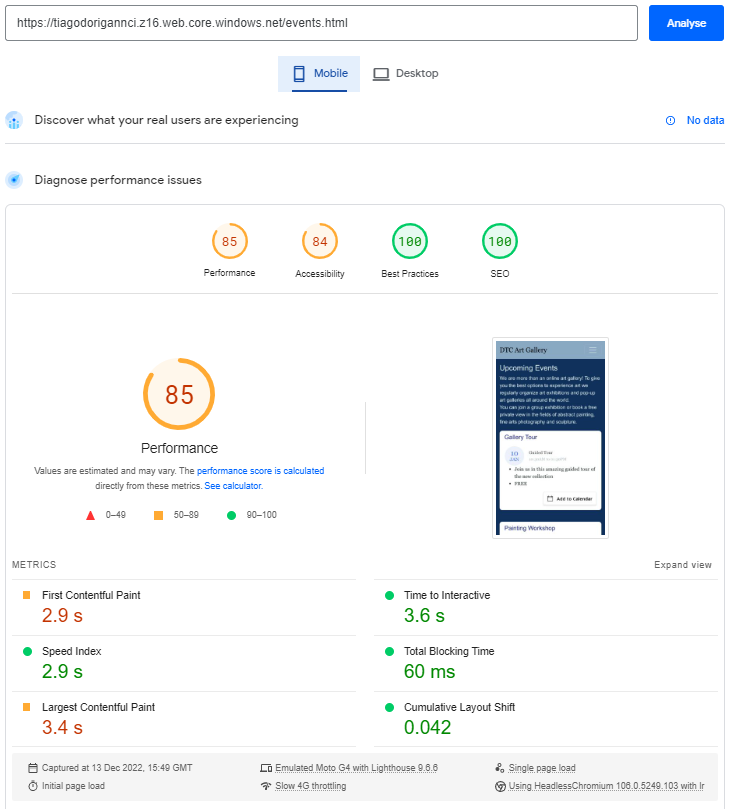 https://tiagodorigannci.z16.web.core.windows.net/events.html
Analyse
Mobile
Desktop
Discover what your real users are experiencing
No data
Diagnose performance issues
85
84
100
100
Performance
Accessibility
Best Practices
SEO
85
Performance
Values are estimated and may vary. The performance score is calculated
directly from these metrics. See calculator.
0–49
50–89
90–100
DTC Art Gallery
Upcoming Events
We are more than an online art gallery! To give
you the best options to experience art we
regularly organize art exhibitions and pop-up
art galleries all around the world.
You can join a group exhibition or book a free
private view in the fields of abstract painting,
fine arts photography and sculpture.
Gallery Tour
10
JAN
Guided Tour
Join us in this amazing guided tour of
the new collection
FREE
Add to Calendar
Painting Workshop
METRICS
Expand view
First Contentful Paint
2.9 s
Time to Interactive
3.6 s
Speed Index
2.9 s
Total Blocking Time
60 ms
Largest Contentful Paint
3.4 s
Cumulative Layout Shift
0.042
Captured at 13 Dec 2022, 15:49 GMT
Emulated Moto G4 with Lighthouse 9.6.6
Single page load
Initial page load
Slow 4G throttling
Using HeadlessChromium 106.0.5249.103 with lr